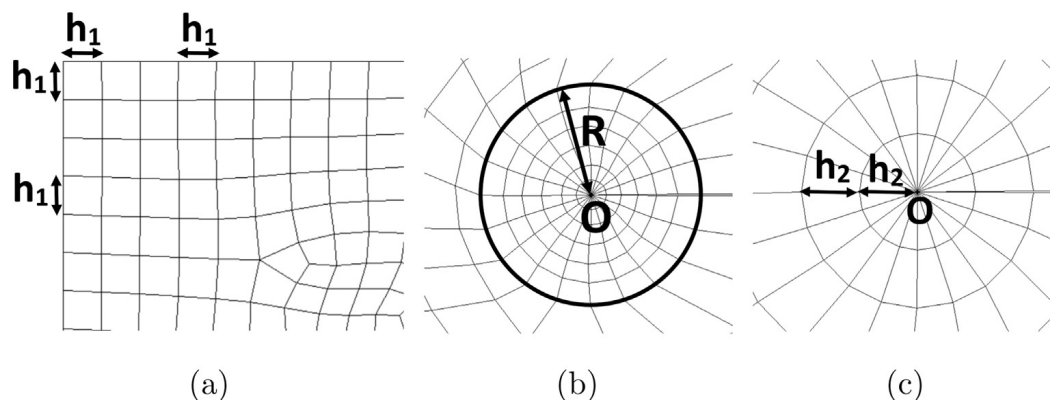 h₁ h₁
h₁
h₁
R
O
h₂ h₂
O
(a) (b) (c)